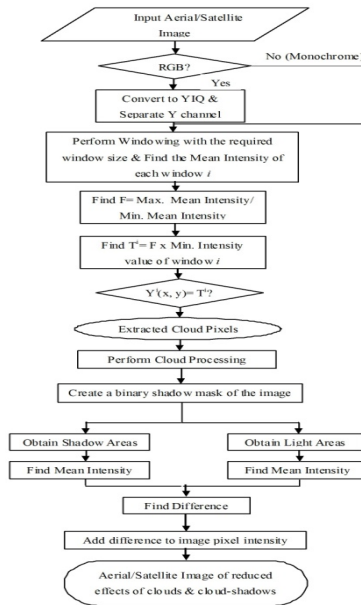 Input Aerial/Satellite
Image
RGB?
No (Monochrome)
Yes
Convert to YIQ &
Separate Y channel
Perform Windowing with the required
window size & Find the Mean Intensity of
each window i
Find F= Max. Mean Intensity/
Min. Mean Intensity
Find Tⁱ= F x Min. Intensity
value of window i
Yⁱ(x, y)= Tⁱ?
Extracted Cloud Pixels
Perform Cloud Processing
Create a binary shadow mask of the image
Obtain Shadow Areas
Obtain Light Areas
Find Mean Intensity
Find Mean Intensity
Find Difference
Add difference to image pixel intensity
Aerial/Satellite Image of reduced
effects of clouds & cloud-shadows